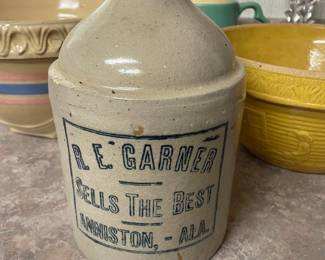 R. E. GARNER
SELLS THE BEST
ANNISTON, ALA.